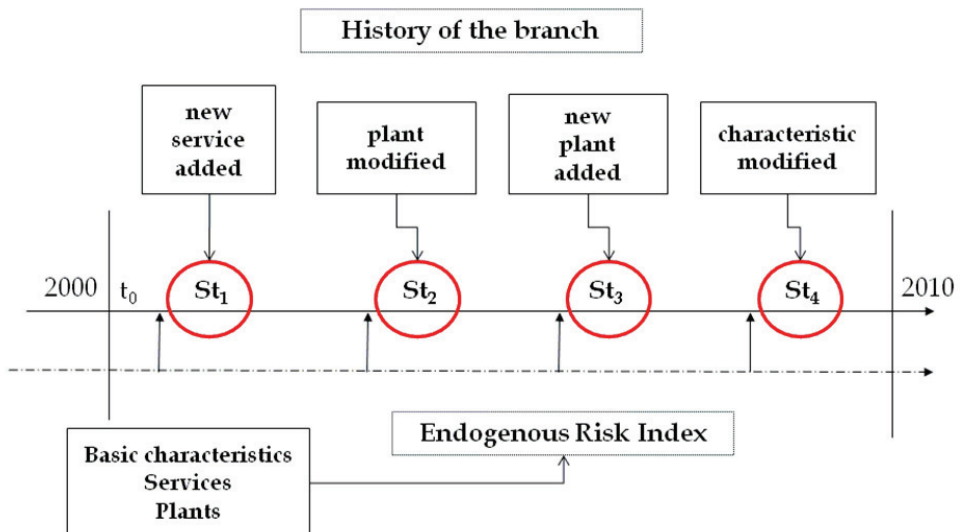 History of the branch
new
service
added
plant
modified
new
plant
added
characteristic
modified
2000
t₀
St₁
St₂
St₃
St₄
2010
Endogenous Risk Index
Basic characteristics
Services
Plants